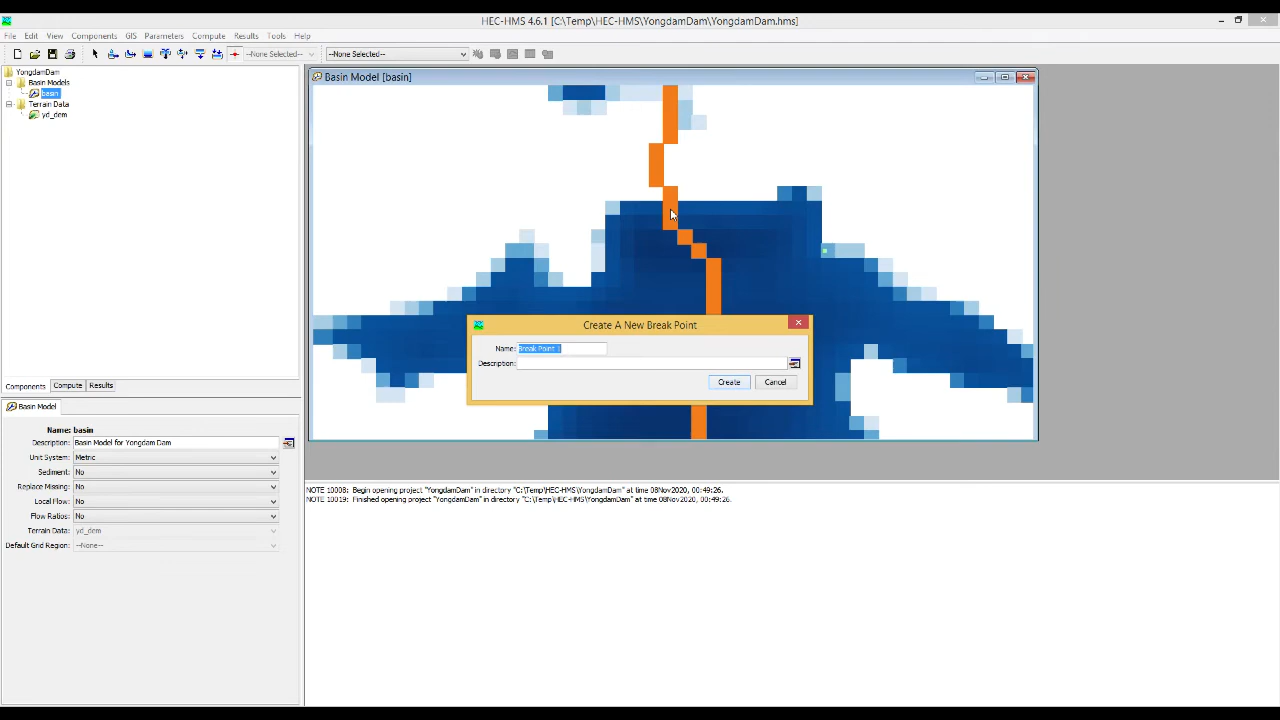 HEC-HMS 4.6.1 [C:\Temp\HEC-HMS\YongdamDam\YongdamDam.hms]
File Edit View Components GIS Parameters Compute Results Tools Help
--None Selected-- --None Selected--
YongdamDam
Basin Models
basin
Terrain Data
yd_dem
Basin Model [basin]
Create A New Break Point
Name: Break Point 1
Description:
Create Cancel
Components Compute Results
Basin Model
Name: basin
Description: Basin Model for Yongdam Dam
Unit System: Metric
Sediment: No
Replace Missing: No
Local Flow: No
Flow Ratios: No
Terrain Data: yd_dem
Default Grid Region: --None--
NOTE 10008: Begin opening project "YongdamDam" in directory "C:\Temp\HEC-HMS\YongdamDam" at time 08Nov2020, 00:49:26.
NOTE 10019: Finished opening project "YongdamDam" in directory "C:\Temp\HEC-HMS\YongdamDam" at time 08Nov2020, 00:49:26.